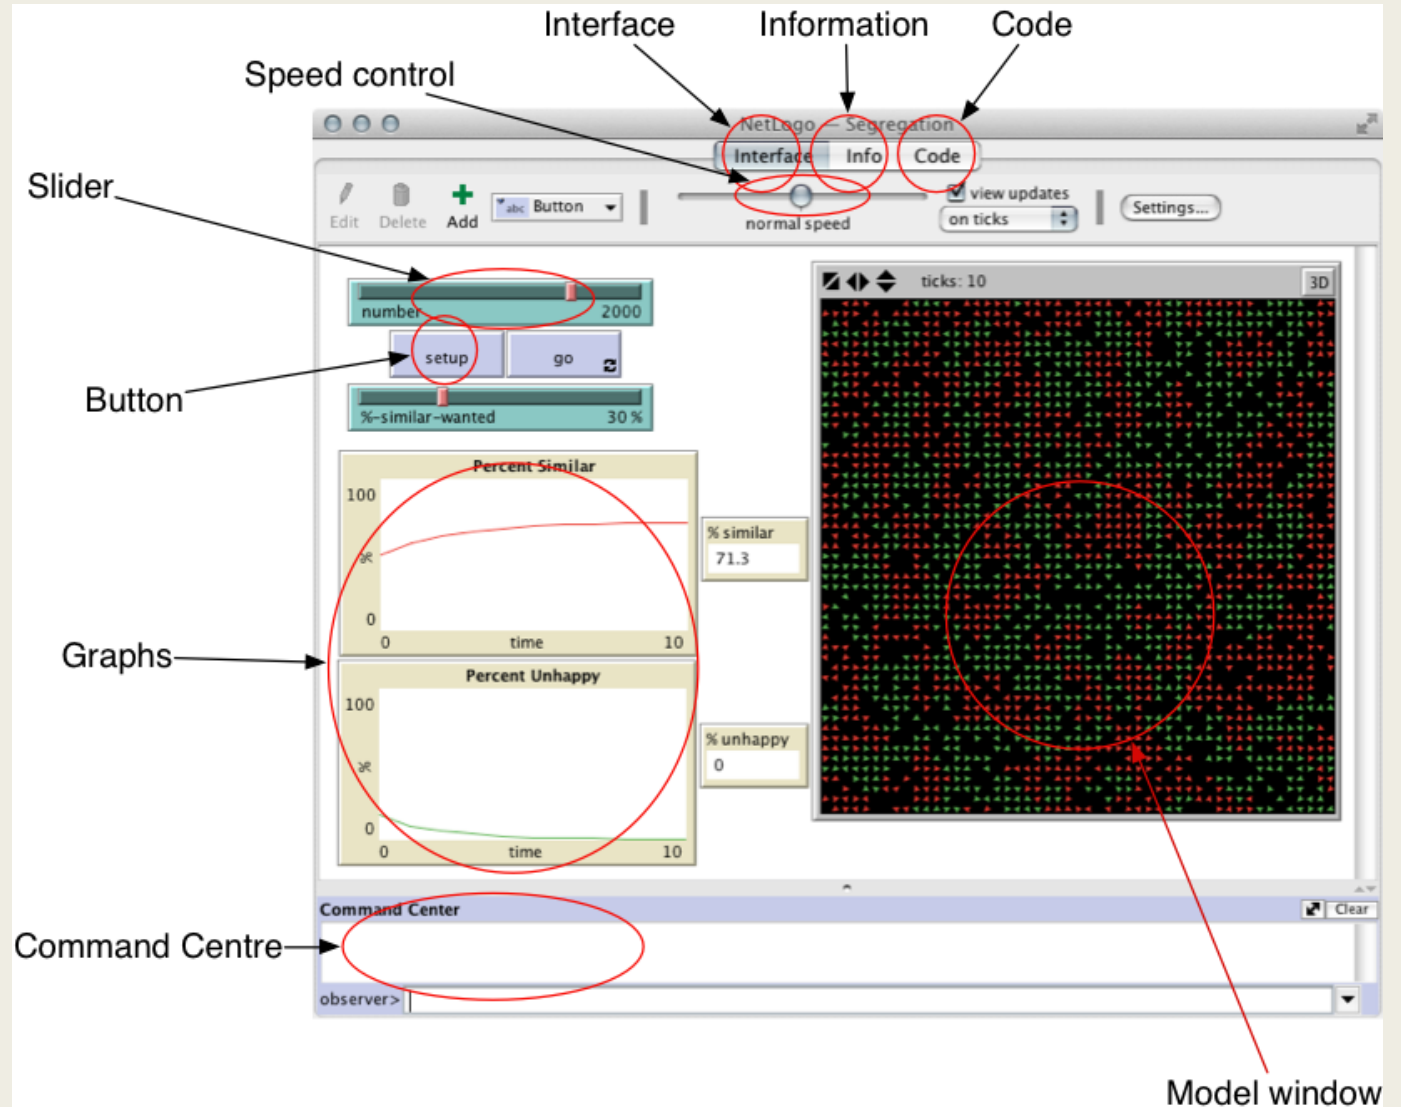 Interface
Information
Code
Speed control
NetLogo — Segregation
Interface
Info
Code
Slider
Edit
Delete
Add
abc Button
normal speed
view updates
on ticks
Settings...
ticks: 10
3D
number
2000
setup
go
Button
%-similar-wanted
30 %
Percent Similar
100
%
0
0
time
10
% similar
71.3
Graphs
Percent Unhappy
100
%
0
0
time
10
% unhappy
0
Command Center
Clear
Command Centre
observer>
Model window